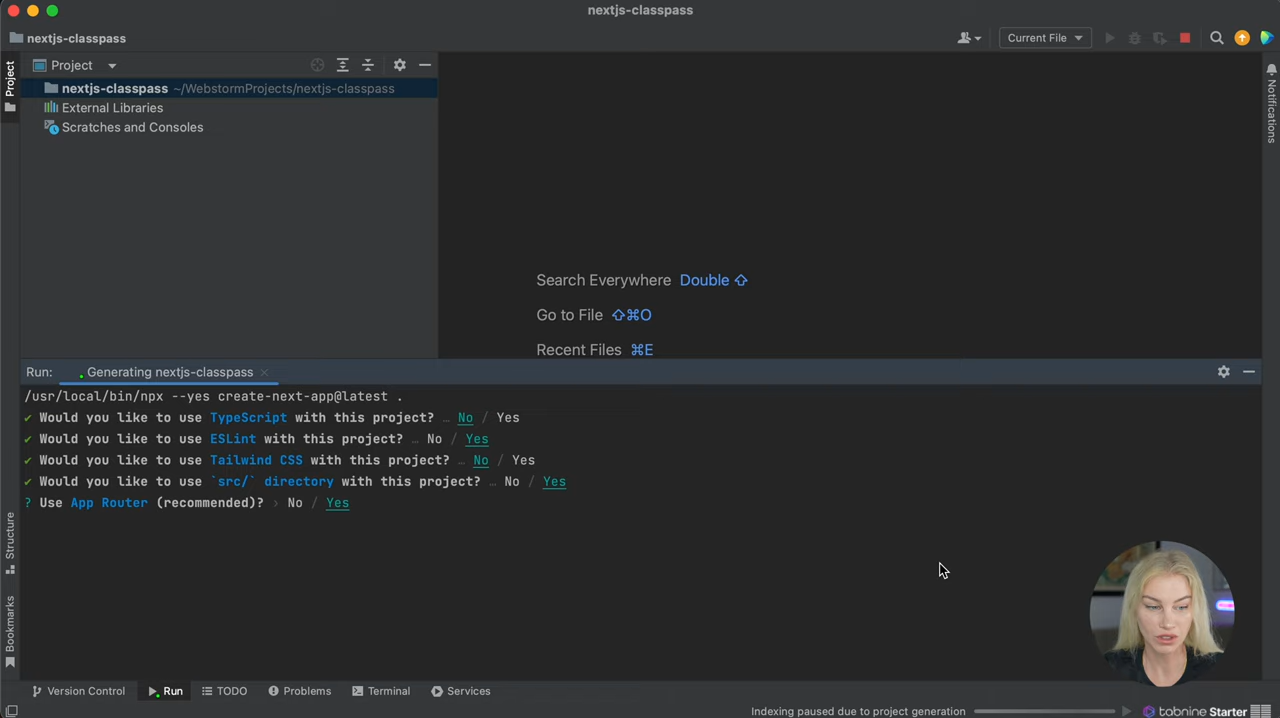 nextjs-classpass
nextjs-classpass
Current File
Project
Project
nextjs-classpass ~/WebstormProjects/nextjs-classpass
External Libraries
Scratches and Consoles
Notifications
Search Everywhere Double ⇧
Go to File ⇧⌘O
Recent Files ⌘E
Run: Generating nextjs-classpass ×
/usr/local/bin/npx --yes create-next-app@latest .
✔ Would you like to use TypeScript with this project? … No / Yes
✔ Would you like to use ESLint with this project? … No / Yes
✔ Would you like to use Tailwind CSS with this project? … No / Yes
✔ Would you like to use `src/` directory with this project? … No / Yes
? Use App Router (recommended)? › No / Yes
Structure
Bookmarks
Version Control Run TODO Problems Terminal Services
Indexing paused due to project generation tabnine Starter